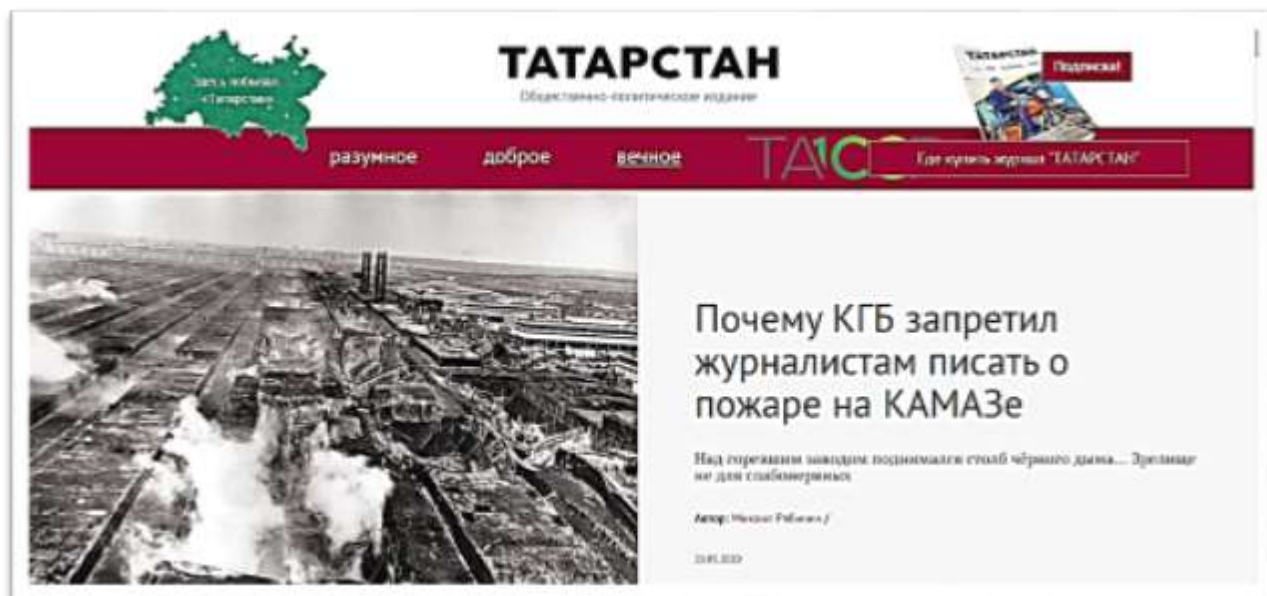 ТАТАРСТАН
Общественно-политическое издание
Подписка!
разумное доброе вечное
Где купить журнал "ТАТАРСТАН"
Почему КГБ запретил
журналистам писать о
пожаре на КАМАЗе
Над горевшим заводом поднимался столб чёрного дыма... Зрелище
не для слабонервных
Автор: Михаил